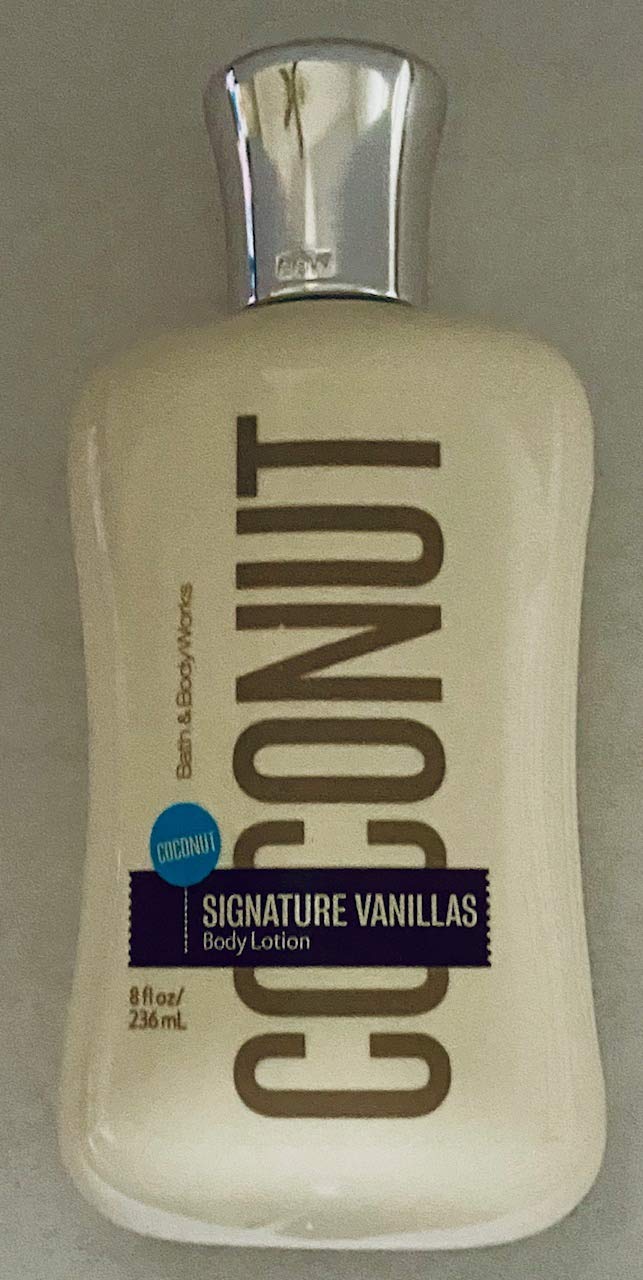 COCONUT
Bath & Body Works
COCONUT
SIGNATURE VANILLAS
Body Lotion
8 fl oz/
236 mL